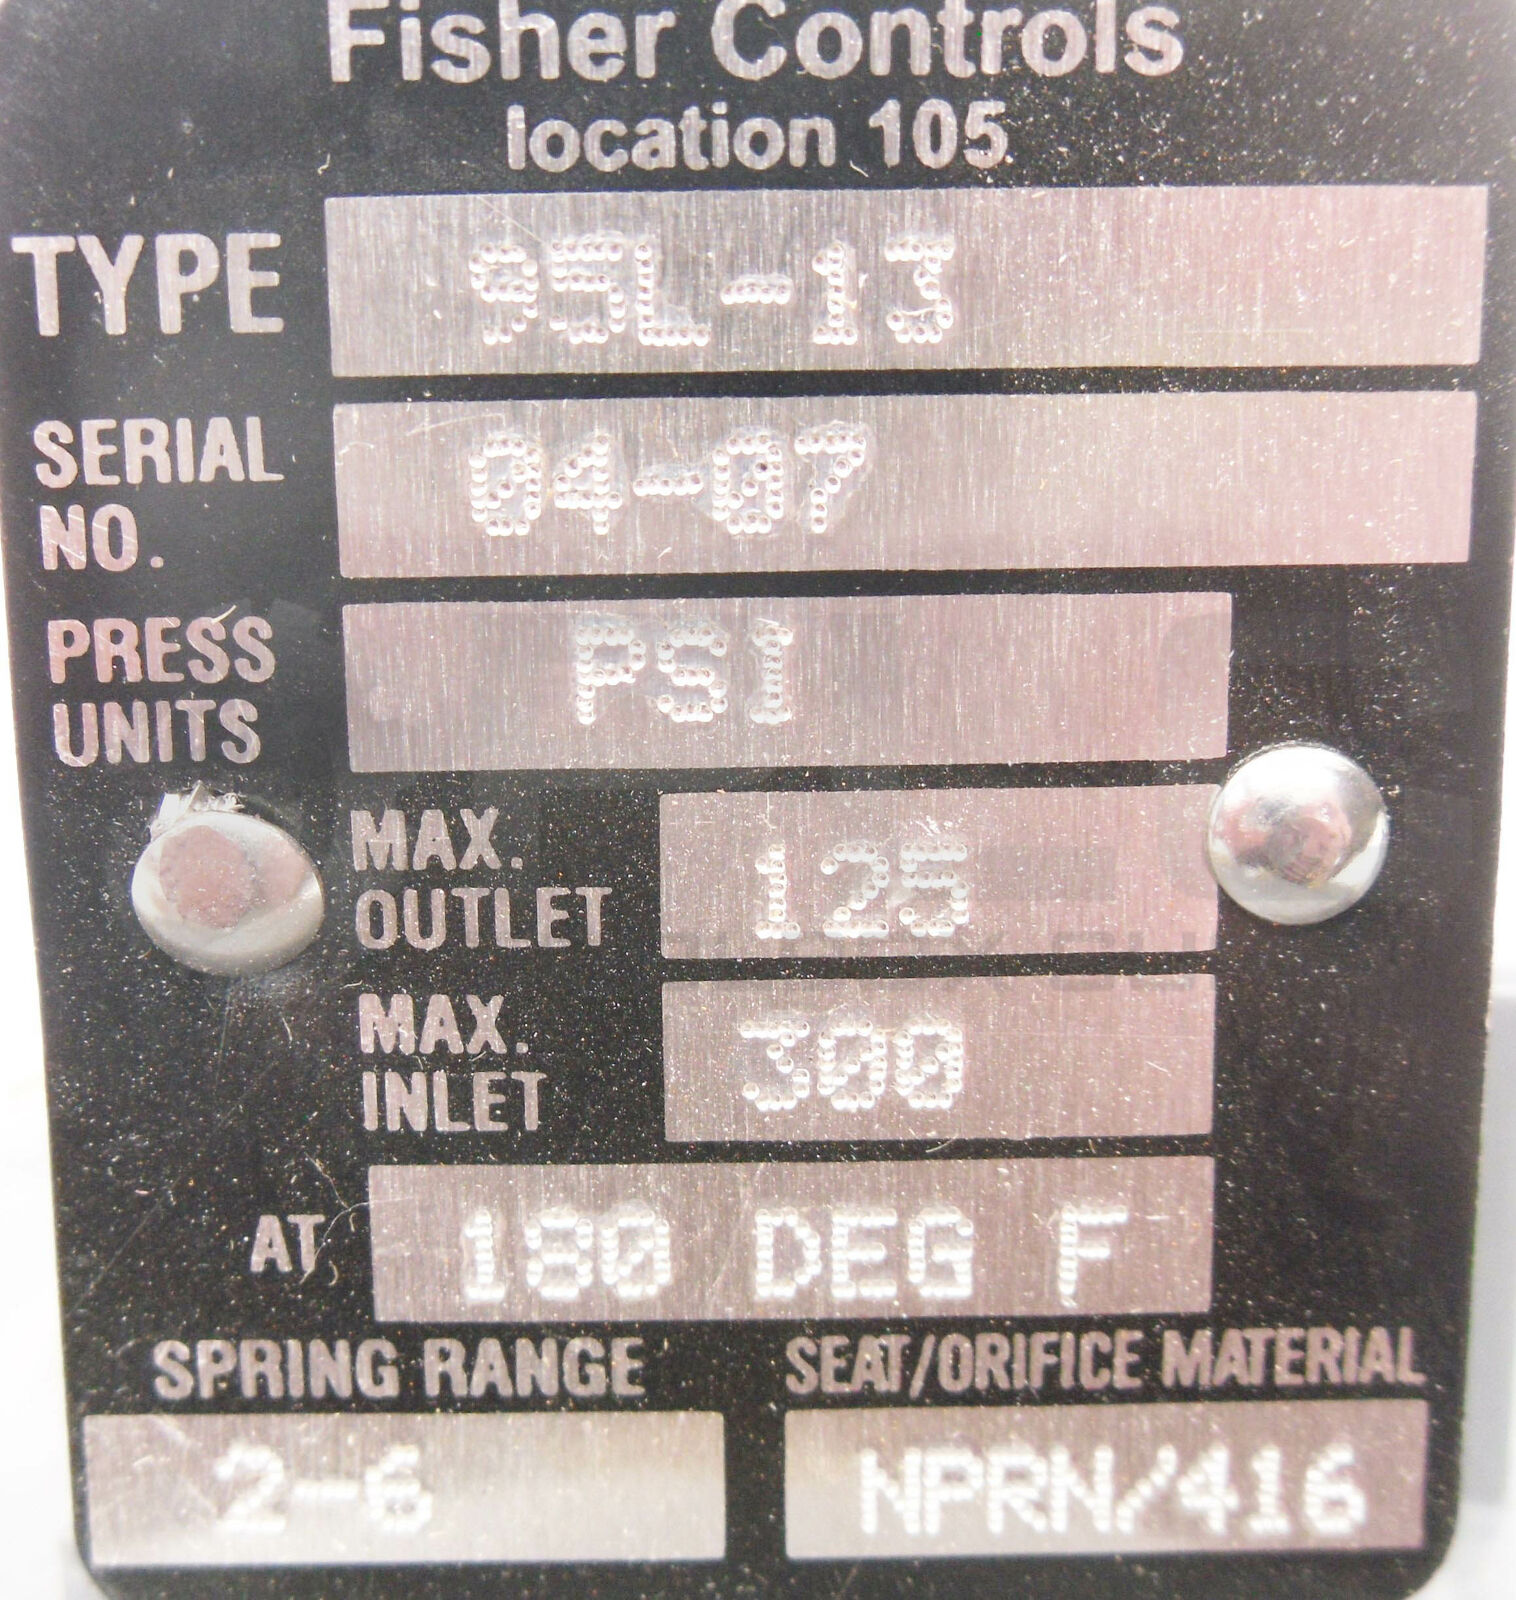 Fisher Controls
location 105
TYPE 95L-13
SERIAL NO. 04-07
PRESS UNITS PSI
MAX. OUTLET 125
MAX. INLET 300
AT 180 DEG F
SPRING RANGE SEAT/ORIFICE MATERIAL
2-6 NPRN/416